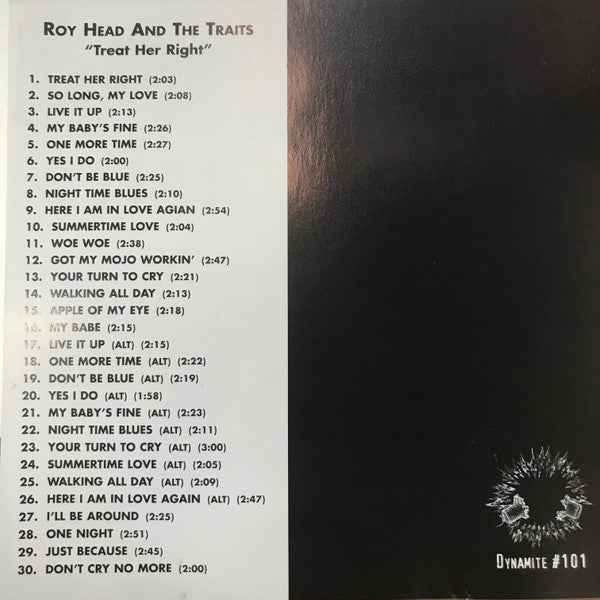 ROY HEAD AND THE TRAITS
"Treat Her Right"
1. TREAT HER RIGHT (2:03)
2. SO LONG, MY LOVE (2:08)
3. LIVE IT UP (2:13)
4. MY BABY'S FINE (2:26)
5. ONE MORE TIME (2:27)
6. YES I DO (2:00)
7. DON'T BE BLUE (2:25)
8. NIGHT TIME BLUES (2:10)
9. HERE I AM IN LOVE AGIAN (2:54)
10. SUMMERTIME LOVE (2:04)
11. WOE WOE (2:38)
12. GOT MY MOJO WORKIN' (2:47)
13. YOUR TURN TO CRY (2:21)
14. WALKING ALL DAY (2:13)
15. APPLE OF MY EYE (2:18)
16. MY BABE (2:15)
17. LIVE IT UP (ALT) (2:15)
18. ONE MORE TIME (ALT) (2:22)
19. DON'T BE BLUE (ALT) (2:19)
20. YES I DO (ALT) (1:58)
21. MY BABY'S FINE (ALT) (2:23)
22. NIGHT TIME BLUES (ALT) (2:11)
23. YOUR TURN TO CRY (ALT) (3:00)
24. SUMMERTIME LOVE (ALT) (2:05)
25. WALKING ALL DAY (ALT) (2:09)
26. HERE I AM IN LOVE AGAIN (ALT) (2:47)
27. I'LL BE AROUND (2:25)
28. ONE NIGHT (2:51)
29. JUST BECAUSE (2:45)
30. DON'T CRY NO MORE (2:00)
DYNAMITE #101